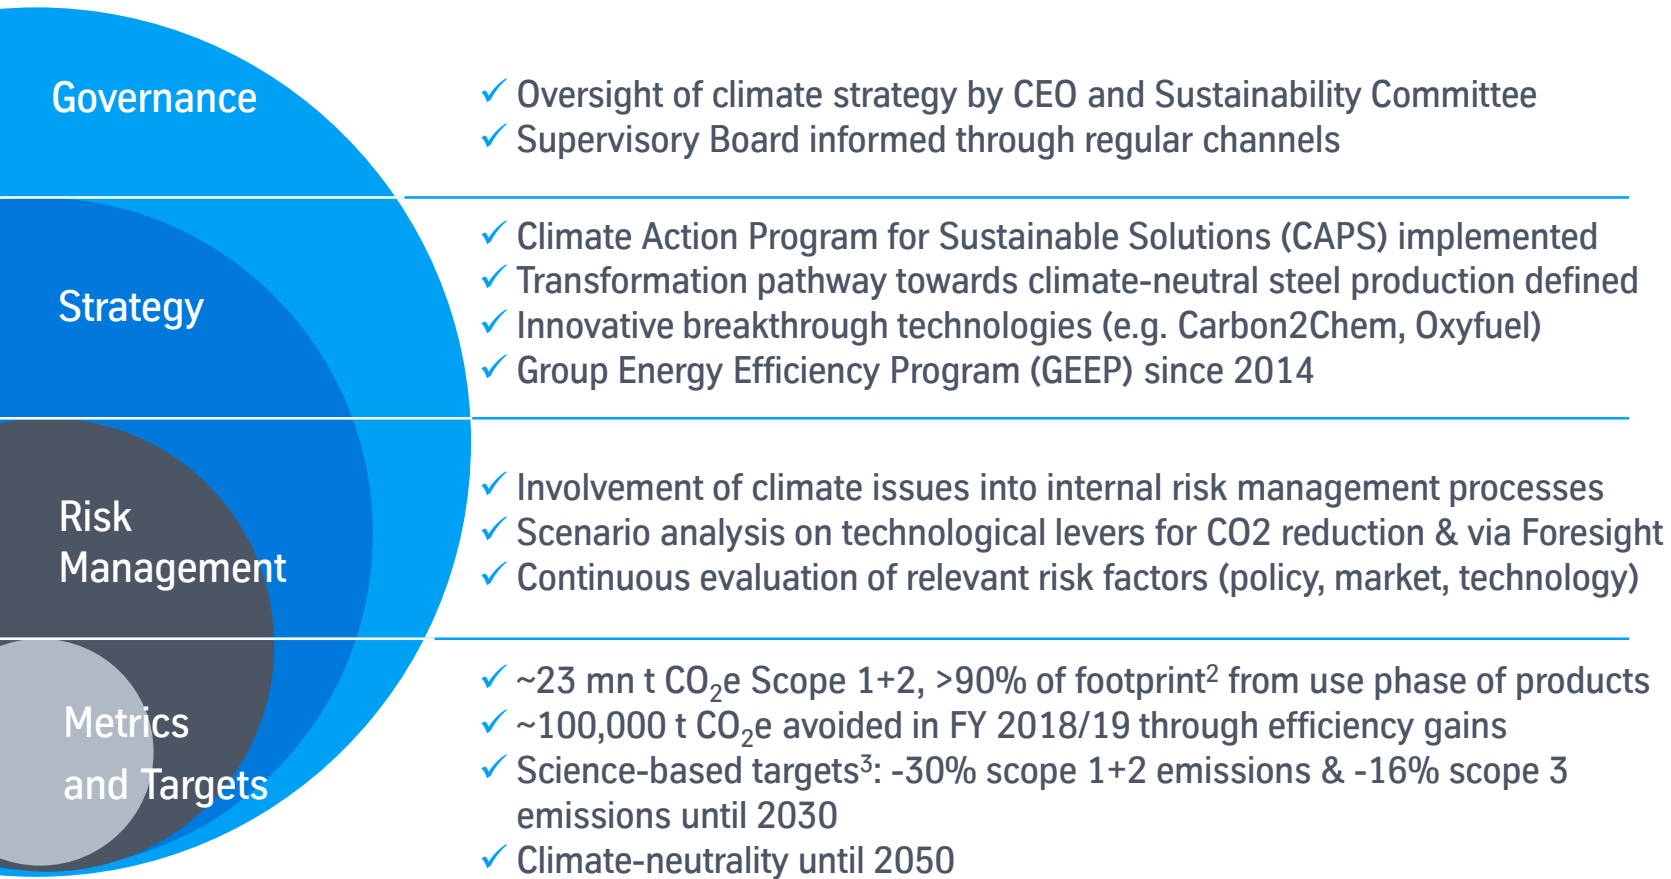 Governance
✓ Oversight of climate strategy by CEO and Sustainability Committee
✓ Supervisory Board informed through regular channels
Strategy
✓ Climate Action Program for Sustainable Solutions (CAPS) implemented
✓ Transformation pathway towards climate-neutral steel production defined
✓ Innovative breakthrough technologies (e.g. Carbon2Chem, Oxyfuel)
✓ Group Energy Efficiency Program (GEEP) since 2014
Risk
Management
✓ Involvement of climate issues into internal risk management processes
✓ Scenario analysis on technological levers for CO2 reduction & via Foresight
✓ Continuous evaluation of relevant risk factors (policy, market, technology)
Metrics
and Targets
✓ ~23 mn t CO₂e Scope 1+2, >90% of footprint² from use phase of products
✓ ~100,000 t CO₂e avoided in FY 2018/19 through efficiency gains
✓ Science-based targets³: -30% scope 1+2 emissions & -16% scope 3
emissions until 2030
✓ Climate-neutrality until 2050